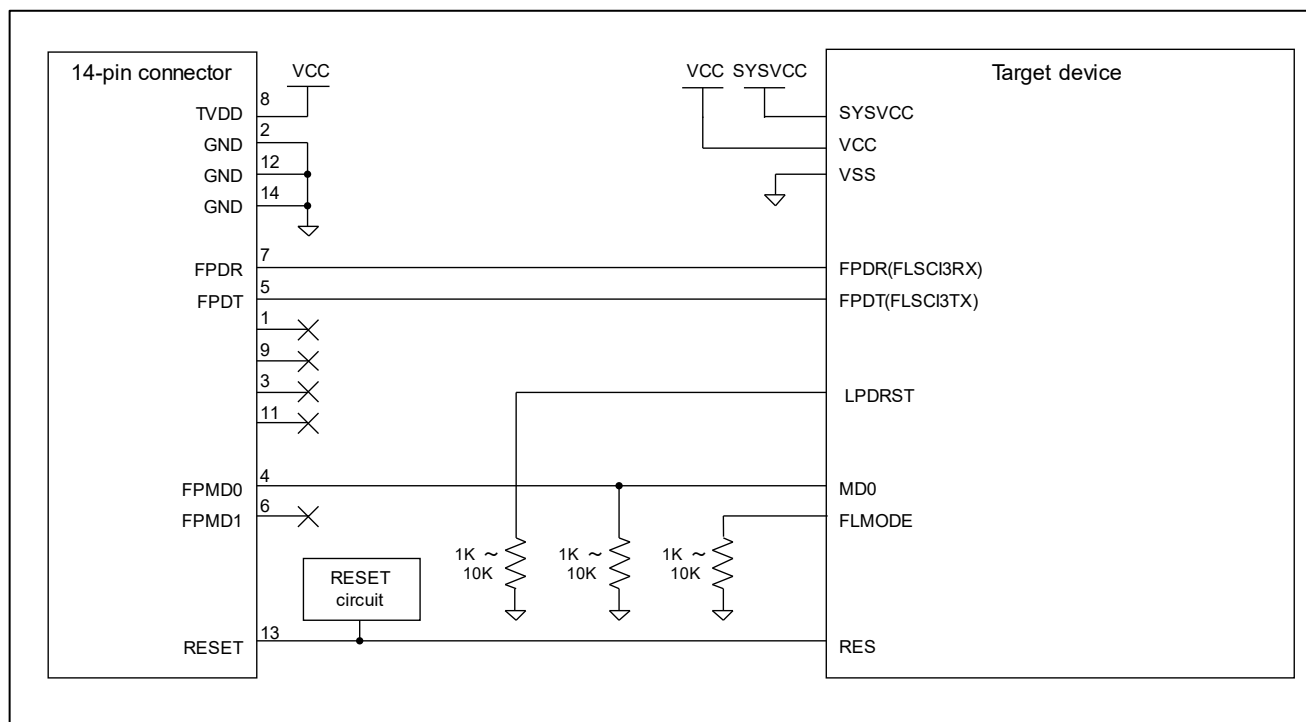 14-pin connector
VCC
VCC
SYSVCC
Target device
8
TVDD
SYSVCC
2
GND
VCC
12
GND
VSS
14
GND
7
FPDR
FPDR(FLSCI3RX)
5
FPDT
FPDT(FLSCI3TX)
1
9
3
LPDRST
11
4
FPMD0
MD0
6
FPMD1
FLMODE
1K ～
10K
1K ～
10K
1K ～
10K
RESET
circuit
13
RESET
RES